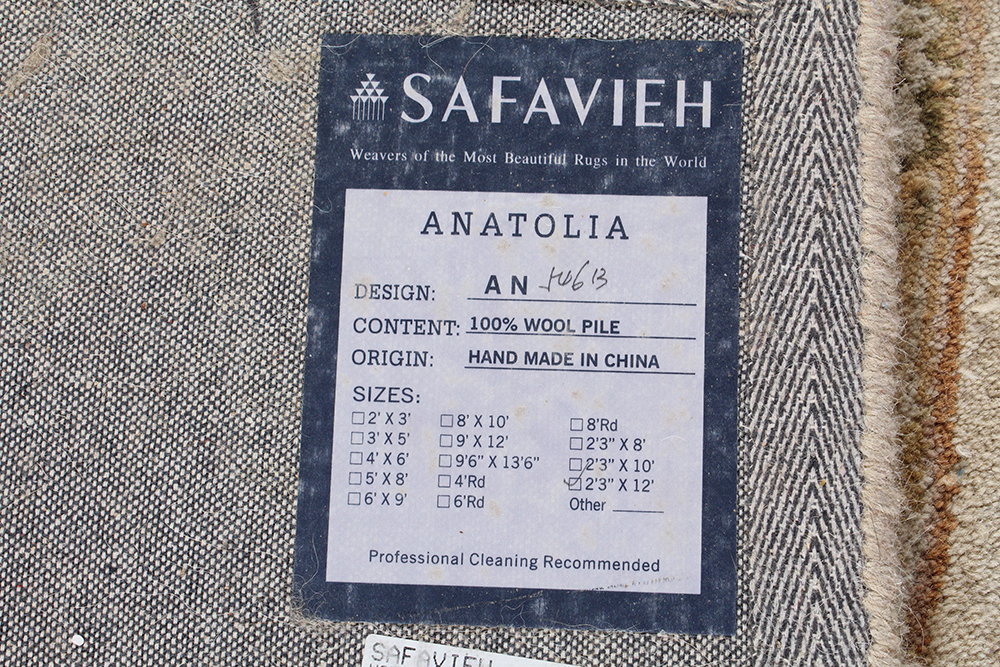 SAFAVIEH
Weavers of the Most Beautiful Rugs in the World
ANATOLIA
DESIGN: AN
CONTENT: 100% WOOL PILE
ORIGIN: HAND MADE IN CHINA
SIZES:
2' X 3'
3' X 5'
4' X 6'
5' X 8'
6' X 9'
8' X 10'
9' X 12'
9'6" X 13'6"
4'Rd
6'Rd
8'Rd
2'3" X 8'
2'3" X 10'
2'3" X 12'
Other
Professional Cleaning Recommended
SAFAVIEH